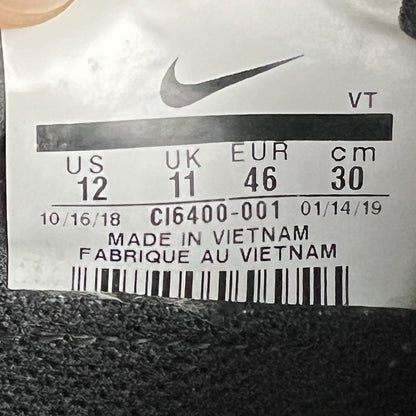 VT
US UK EUR cm
12 11 46 30
10/16/18 CI6400-001 01/14/19
MADE IN VIETNAM
FABRIQUE AU VIETNAM